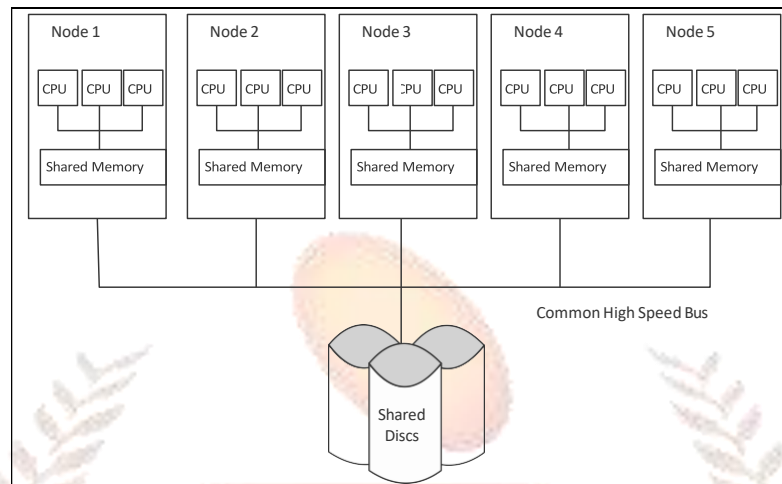 Node 1
Node 2
Node 3
Node 4
Node 5
CPU CPU CPU
CPU CPU CPU
CPU CPU CPU
CPU CPU CPU
CPU CPU CPU
Shared Memory
Shared Memory
Shared Memory
Shared Memory
Shared Memory
Common High Speed Bus
Shared
Discs